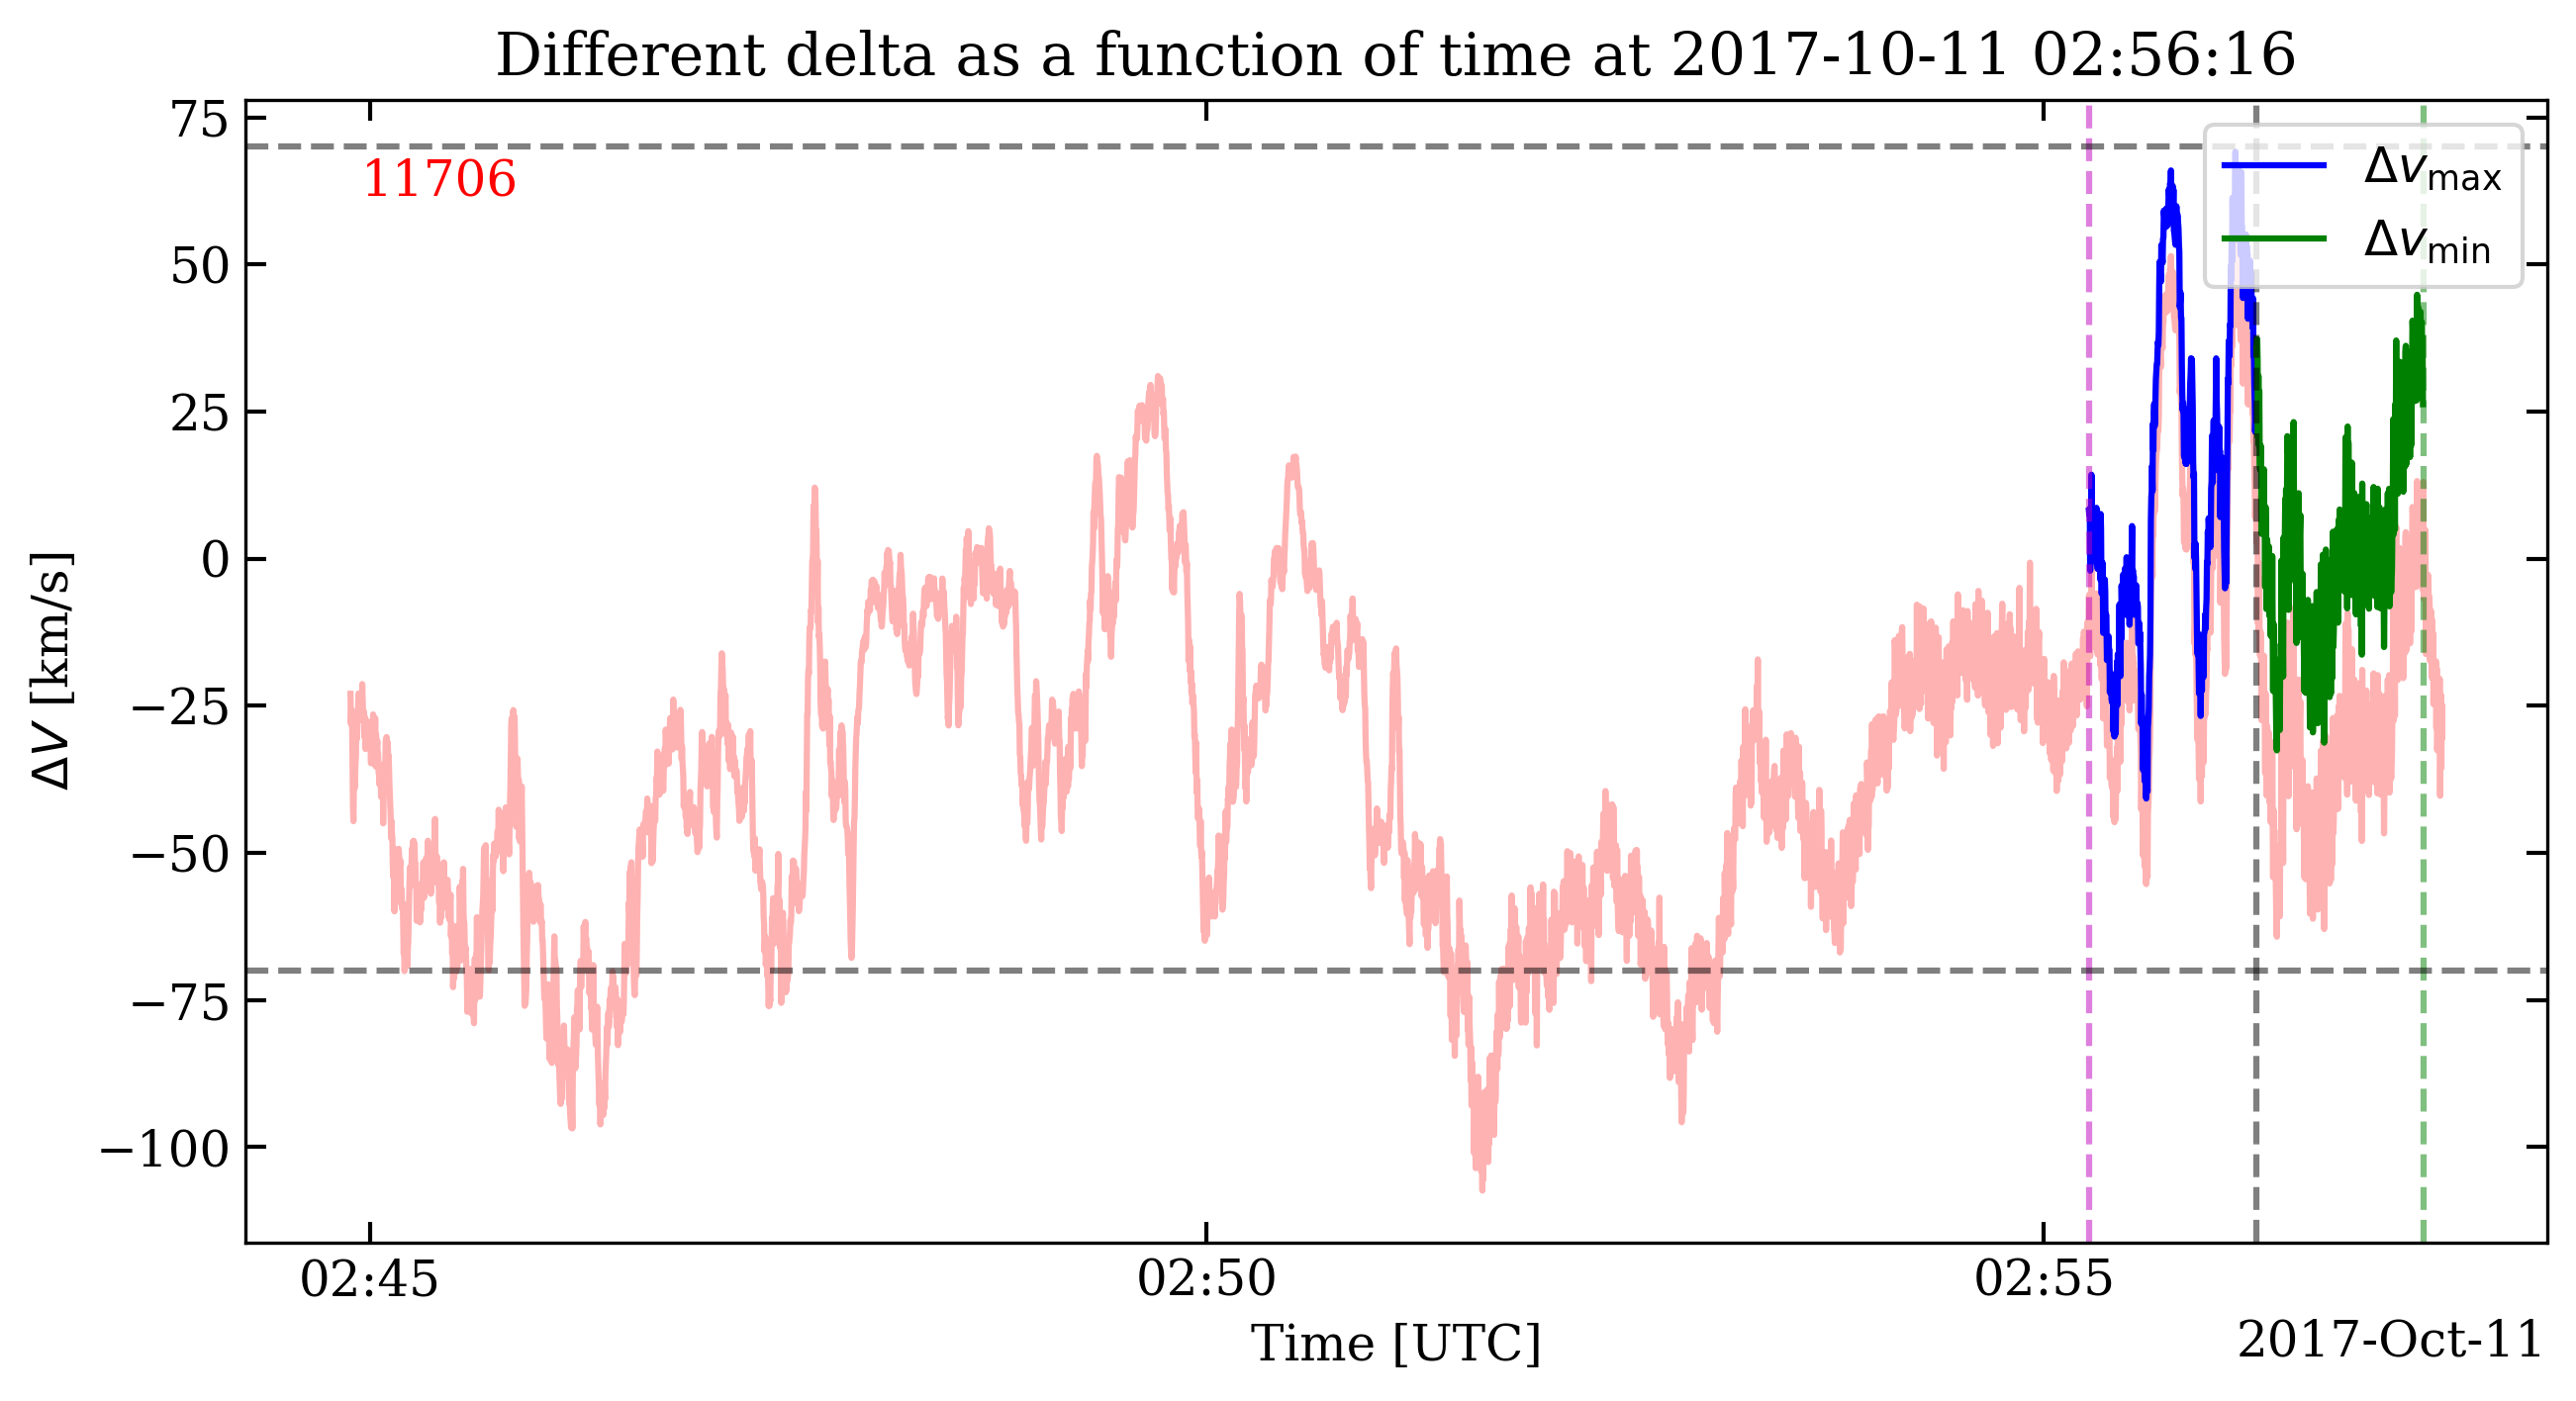 Different delta as a function of time at 2017-10-11 02:56:16
75
50
25
0
−25
−50
−75
−100
ΔV [km/s]
11706
Δvmax
Δvmin
02:45
02:50
02:55
Time [UTC]
2017-Oct-11